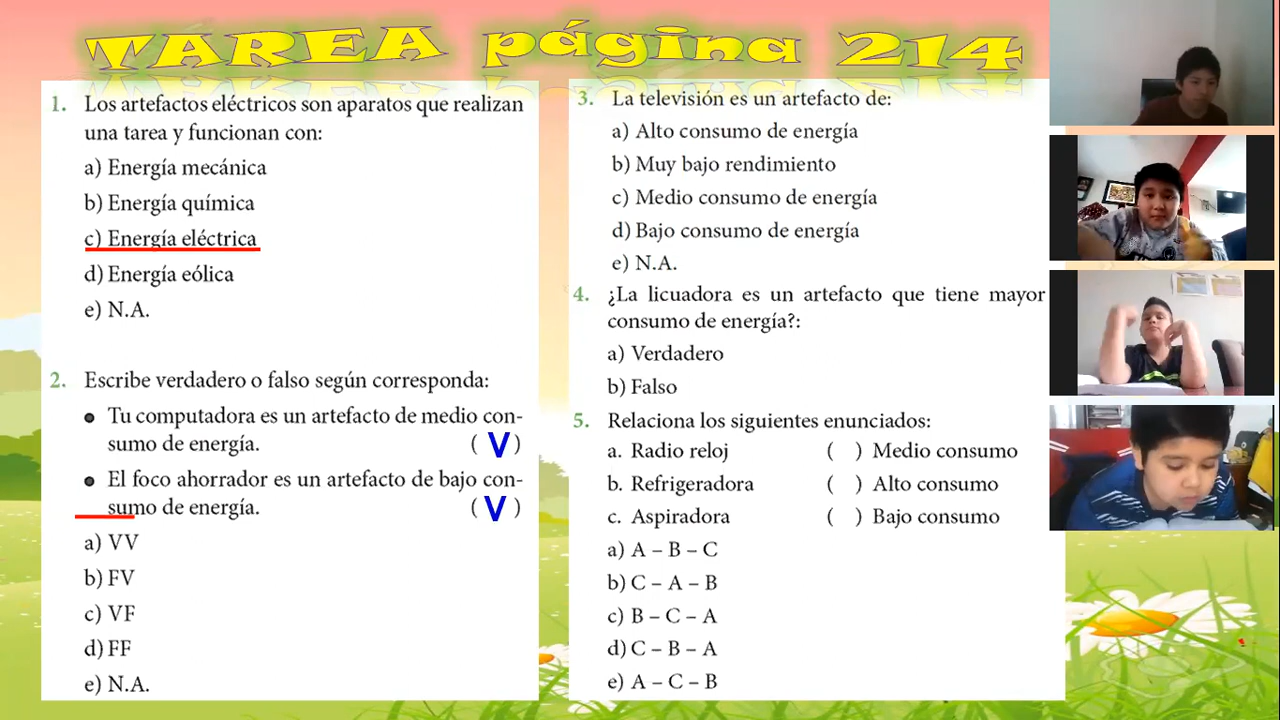 TAREA página 214
1. Los artefactos eléctricos son aparatos que realizan
una tarea y funcionan con:
a) Energía mecánica
b) Energía química
c) Energía eléctrica
d) Energía eólica
e) N.A.
2. Escribe verdadero o falso según corresponda:
● Tu computadora es un artefacto de medio con-
sumo de energía. ( V )
● El foco ahorrador es un artefacto de bajo con-
sumo de energía. ( V )
a) VV
b) FV
c) VF
d) FF
e) N.A.
3. La televisión es un artefacto de:
a) Alto consumo de energía
b) Muy bajo rendimiento
c) Medio consumo de energía
d) Bajo consumo de energía
e) N.A.
4. ¿La licuadora es un artefacto que tiene mayor
consumo de energía?:
a) Verdadero
b) Falso
5. Relaciona los siguientes enunciados:
a. Radio reloj ( ) Medio consumo
b. Refrigeradora ( ) Alto consumo
c. Aspiradora ( ) Bajo consumo
a) A – B – C
b) C – A – B
c) B – C – A
d) C – B – A
e) A – C – B